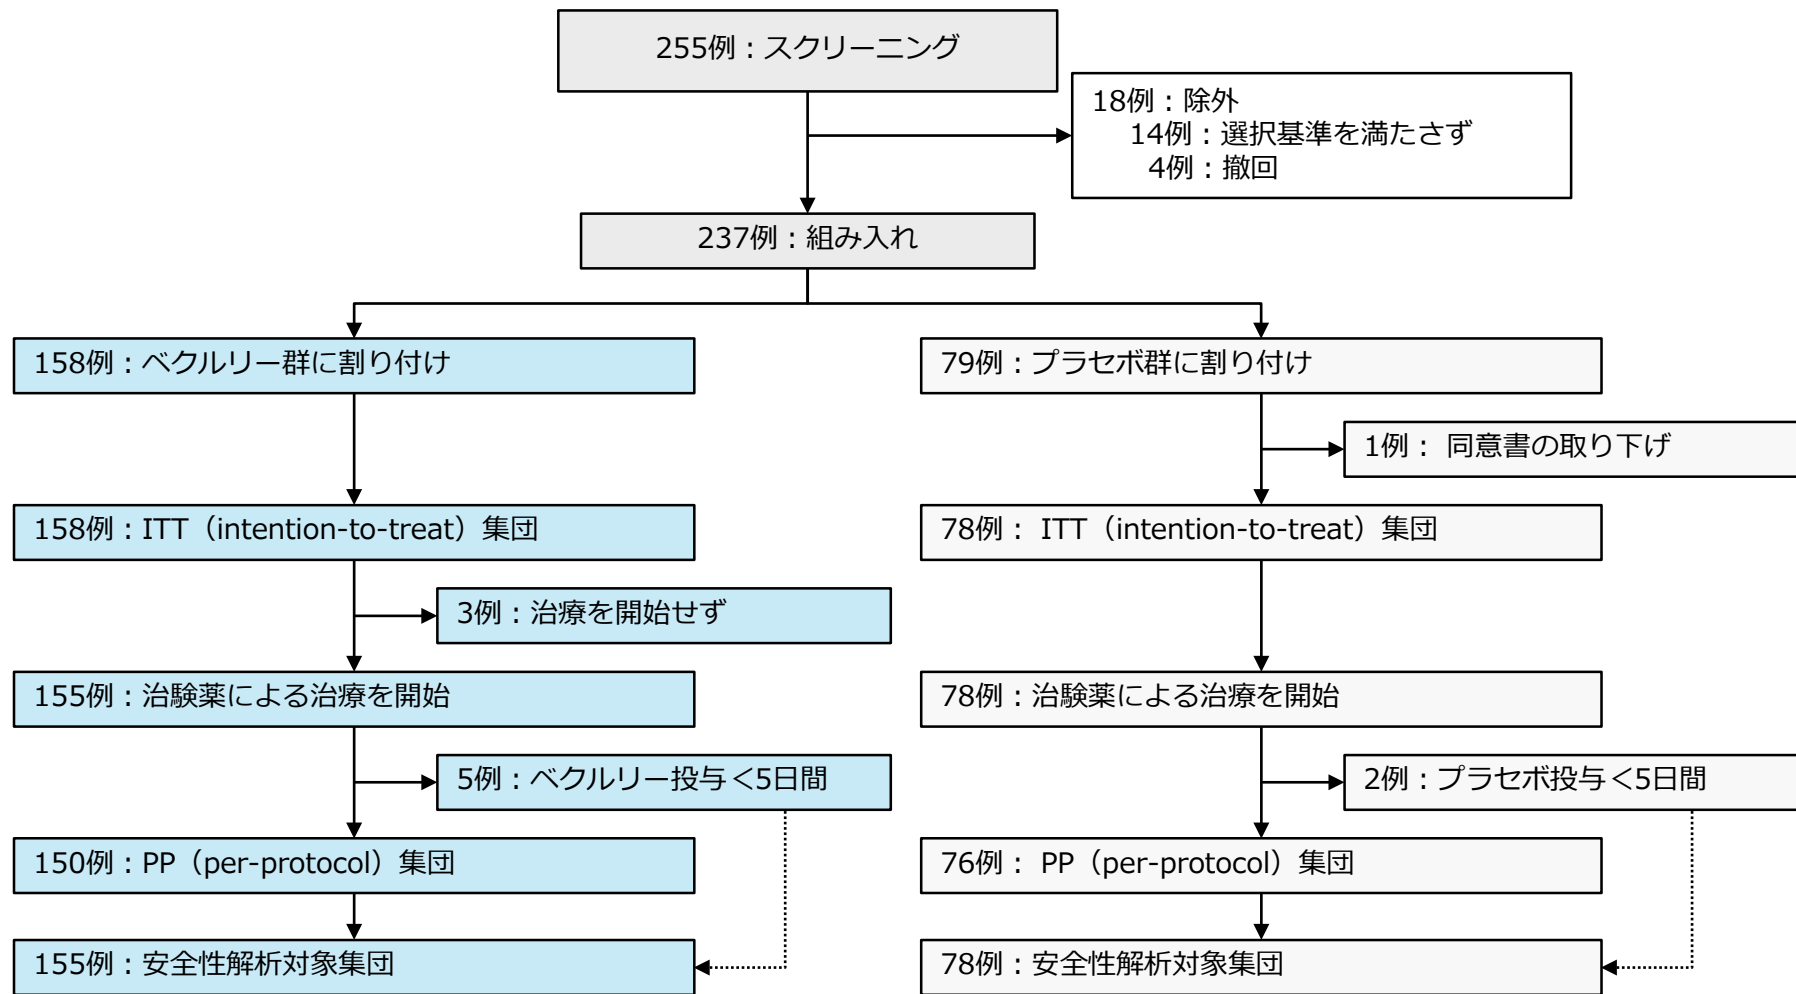 255例：スクリーニング
18例：除外
14例：選択基準を満たさず
4例：撤回
237例：組み入れ
158例：ベクルリー群に割り付け
79例：プラセボ群に割り付け
1例： 同意書の取り下げ
158例：ITT（intention-to-treat）集団
78例： ITT（intention-to-treat）集団
3例：治療を開始せず
155例：治験薬による治療を開始
78例：治験薬による治療を開始
5例：ベクルリー投与＜5日間
2例：プラセボ投与＜5日間
150例：PP（per-protocol）集団
76例： PP（per-protocol）集団
155例：安全性解析対象集団
78例：安全性解析対象集団